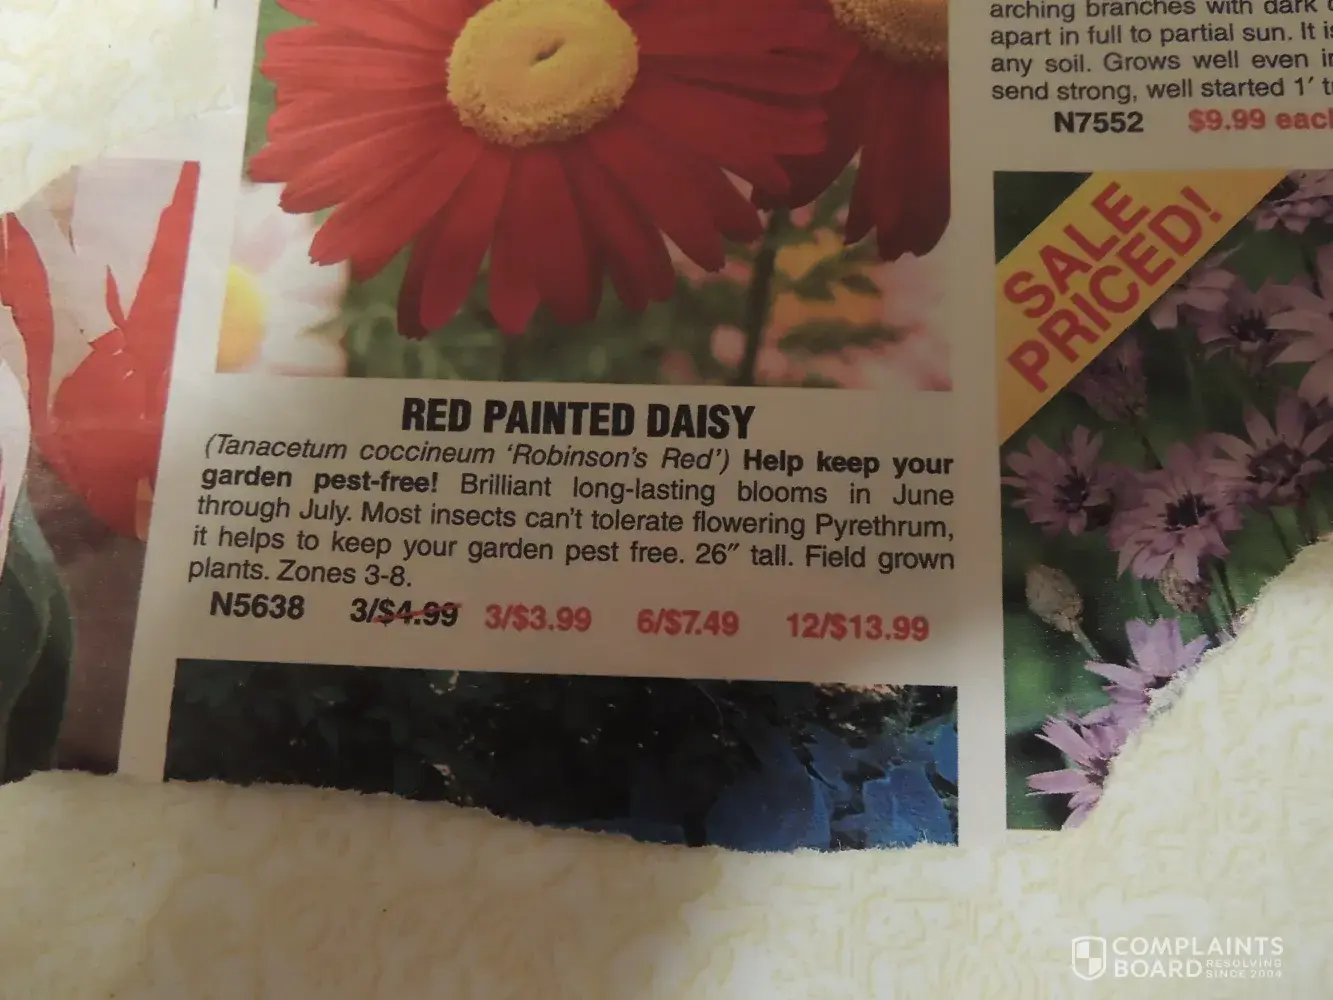 arching branches with dark
apart in full to partial sun. It is
any soil. Grows well even in
send strong, well started 1′
N7552 $9.99 each
SALE
PRICED!
RED PAINTED DAISY
(Tanacetum coccineum ‘Robinson’s Red’) Help keep your
garden pest-free! Brilliant long-lasting blooms in June
through July. Most insects can’t tolerate flowering Pyrethrum,
it helps to keep your garden pest free. 26″ tall. Field grown
plants. Zones 3-8.
N5638 3/$4.99 3/$3.99 6/$7.49 12/$13.99
COMPLAINTS
BOARD RESOLVING
SINCE 2004